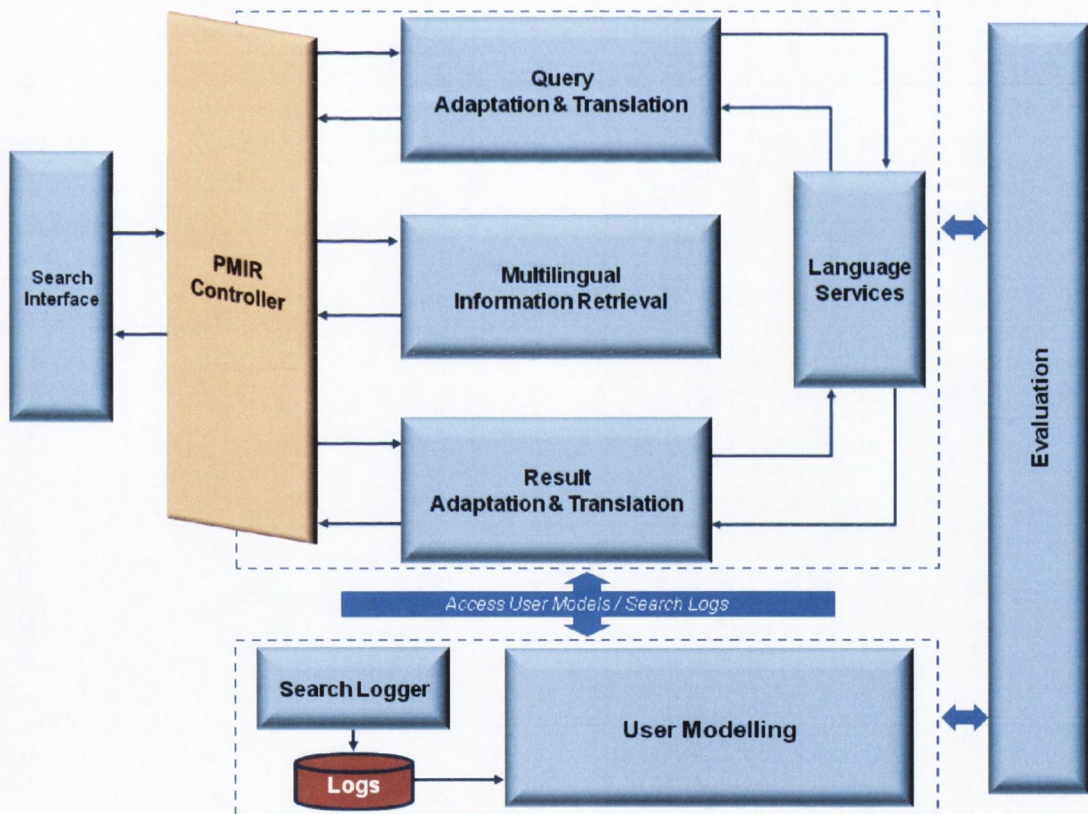 Query
Adaptation & Translation
Search
Interface
PMIR
Controller
Multilingual
Information Retrieval
Language
Services
Result
Adaptation & Translation
Evaluation
Access User Models / Search Logs
Search Logger
Logs
User Modelling